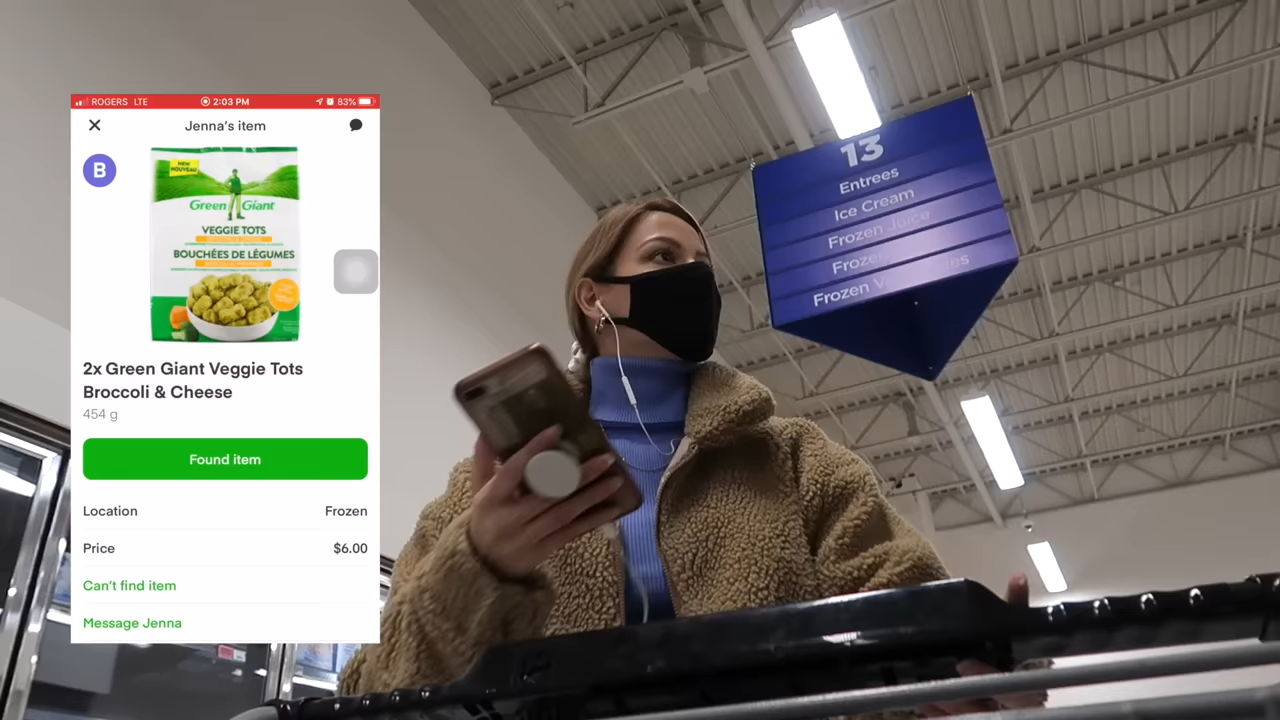 ROGERS LTE 2:03 PM 83%
Jenna's item
B
NEW
NOUVEAU
Green Giant
VEGGIE TOTS
BOUCHÉES DE LÉGUMES
2x Green Giant Veggie Tots
Broccoli & Cheese
454 g
Found item
Location Frozen
Price $6.00
Can't find item
Message Jenna
13
Entrees
Ice Cream
Frozen Juice
Frozen
Frozen